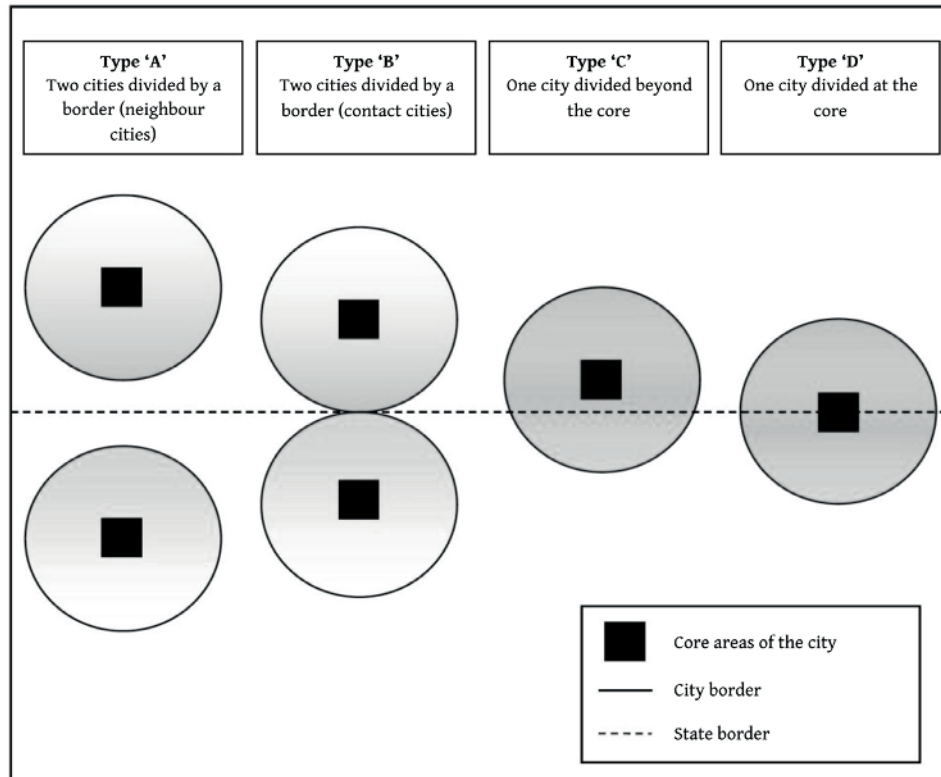 Type ‘A’
Two cities divided by a
border (neighbour
cities)
Type ‘B’
Two cities divided by a
border (contact cities)
Type ‘C’
One city divided beyond
the core
Type ‘D’
One city divided at the
core
Core areas of the city
City border
State border